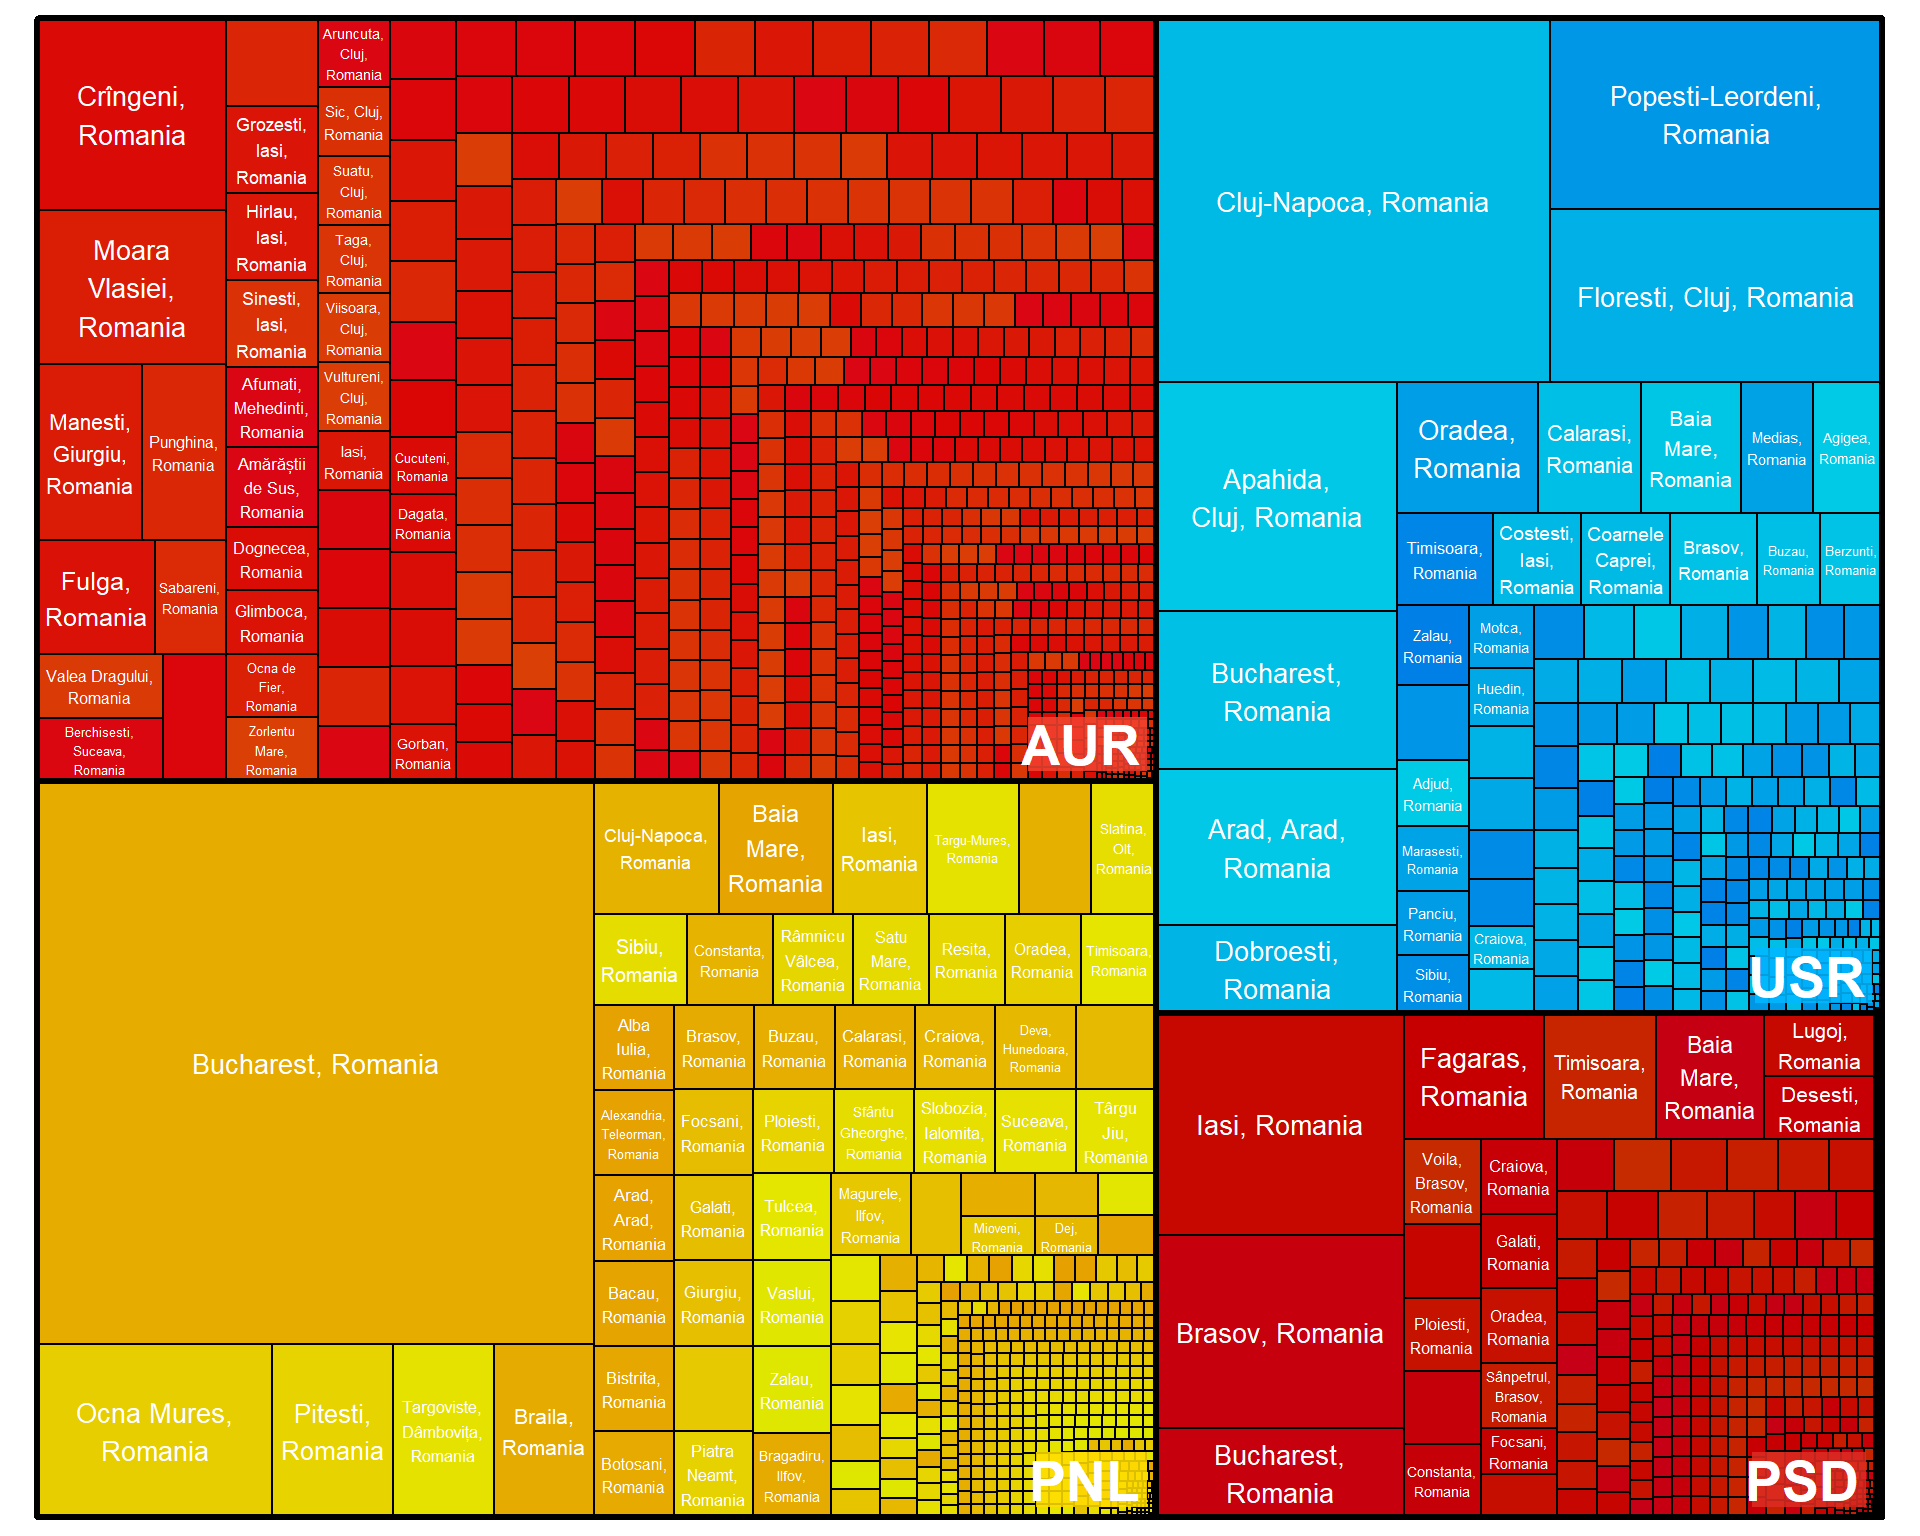 Crîngeni,
Romania
Moara
Vlasiei,
Romania
Manesti,
Giurgiu,
Romania
Punghina,
Romania
Fulga,
Romania
Sabareni,
Romania
Valea Dragului,
Romania
Berchisesti,
Suceava,
Romania
Grozesti,
Iasi,
Romania
Hirlau,
Iasi,
Romania
Sinesti,
Iasi,
Romania
Afumati,
Mehedinti,
Romania
Amărăștii
de Sus,
Romania
Dognecea,
Romania
Glimboca,
Romania
Ocna de
Fier,
Romania
Zorlentu
Mare,
Romania
Aruncuta,
Cluj,
Romania
Sic, Cluj,
Romania
Suatu,
Cluj,
Romania
Taga,
Cluj,
Romania
Viisoara,
Cluj,
Romania
Vultureni,
Cluj,
Romania
Iasi,
Romania
Cucuteni,
Romania
Dagata,
Romania
Gorban,
Romania
AUR
Cluj-Napoca, Romania
Popesti-Leordeni,
Romania
Floresti, Cluj, Romania
Apahida,
Cluj, Romania
Bucharest,
Romania
Arad, Arad,
Romania
Dobroesti,
Romania
Oradea,
Romania
Calarasi,
Romania
Baia
Mare,
Romania
Medias,
Romania
Agigea,
Romania
Timisoara,
Romania
Costesti,
Iasi,
Romania
Coarnele
Caprei,
Romania
Brasov,
Romania
Buzau,
Romania
Berzunti,
Romania
Zalau,
Romania
Motca,
Romania
Huedin,
Romania
Adjud,
Romania
Marasesti,
Romania
Panciu,
Romania
Craiova,
Romania
Sibiu,
Romania
USR
Bucharest, Romania
Ocna Mures,
Romania
Pitesti,
Romania
Targoviste,
Dâmbovița,
Romania
Braila,
Romania
Cluj-Napoca,
Romania
Baia
Mare,
Romania
Iasi,
Romania
Targu-Mures,
Romania
Slatina,
Olt,
Romania
Sibiu,
Romania
Constanta,
Romania
Râmnicu
Vâlcea,
Romania
Satu
Mare,
Romania
Resita,
Romania
Oradea,
Romania
Timisoara,
Romania
Alba
Iulia,
Romania
Brasov,
Romania
Buzau,
Romania
Calarasi,
Romania
Craiova,
Romania
Deva,
Hunedoara,
Romania
Alexandria,
Teleorman,
Romania
Focsani,
Romania
Ploiesti,
Romania
Sfântu
Gheorghe,
Romania
Slobozia,
Ialomita,
Romania
Suceava,
Romania
Târgu
Jiu,
Romania
Arad,
Arad,
Romania
Galati,
Romania
Tulcea,
Romania
Magurele,
Ilfov,
Romania
Mioveni,
Romania
Dej,
Romania
Bacau,
Romania
Giurgiu,
Romania
Vaslui,
Romania
Bistrita,
Romania
Zalau,
Romania
Botosani,
Romania
Piatra
Neamt,
Romania
Bragadiru,
Ilfov,
Romania
PNL
Iasi, Romania
Brasov, Romania
Bucharest,
Romania
Fagaras,
Romania
Timisoara,
Romania
Baia
Mare,
Romania
Lugoj,
Romania
Desesti,
Romania
Voila,
Brasov,
Romania
Craiova,
Romania
Galati,
Romania
Ploiesti,
Romania
Oradea,
Romania
Sânpetrul,
Brasov,
Romania
Focsani,
Romania
Constanta,
Romania
PSD